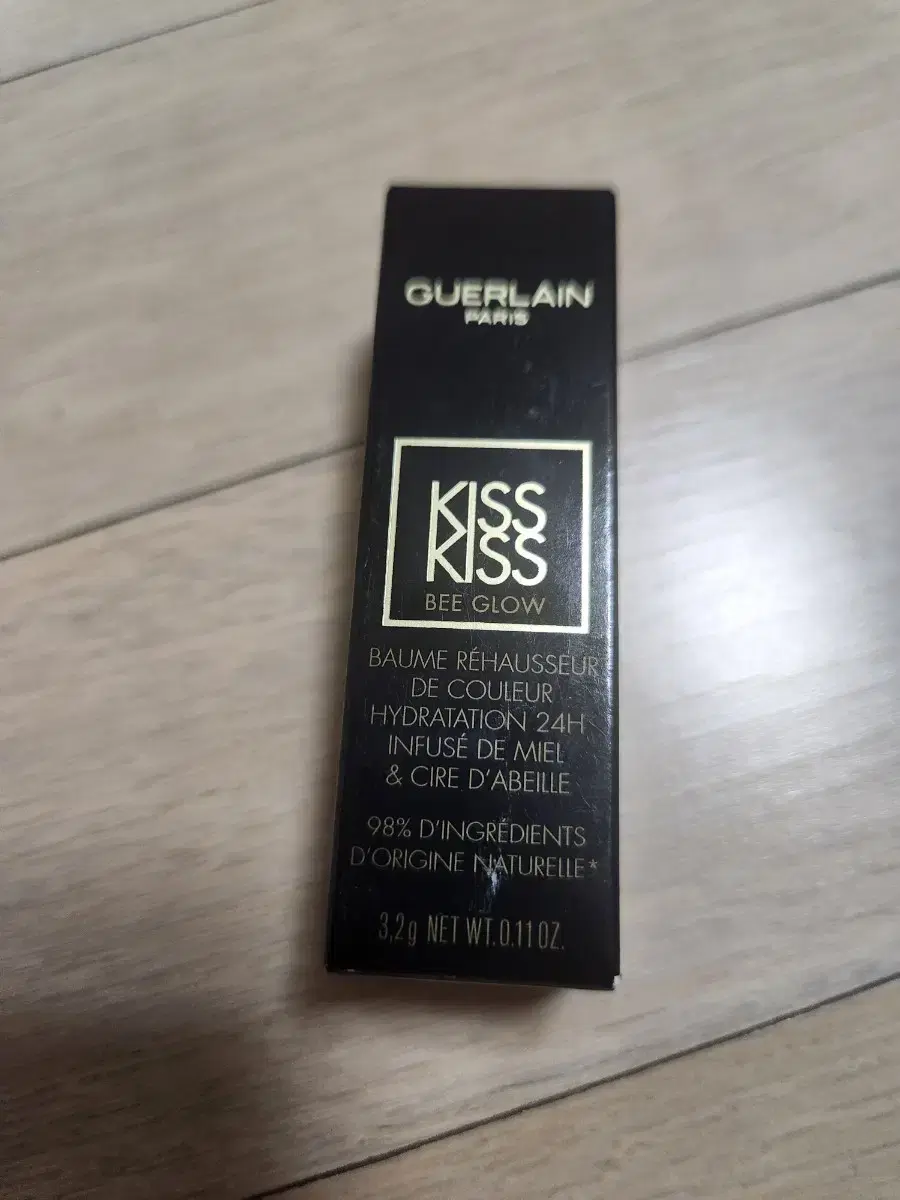 GUERLAIN
PARIS
KISS
KISS
BEE GLOW
BAUME RÉHAUSSEUR
DE COULEUR
HYDRATATION 24H
INFUSÉ DE MIEL
& CIRE D'ABEILLE
98% D'INGRÉDIENTS
D'ORIGINE NATURELLE*
3,2g NET WT.0.11 OZ.